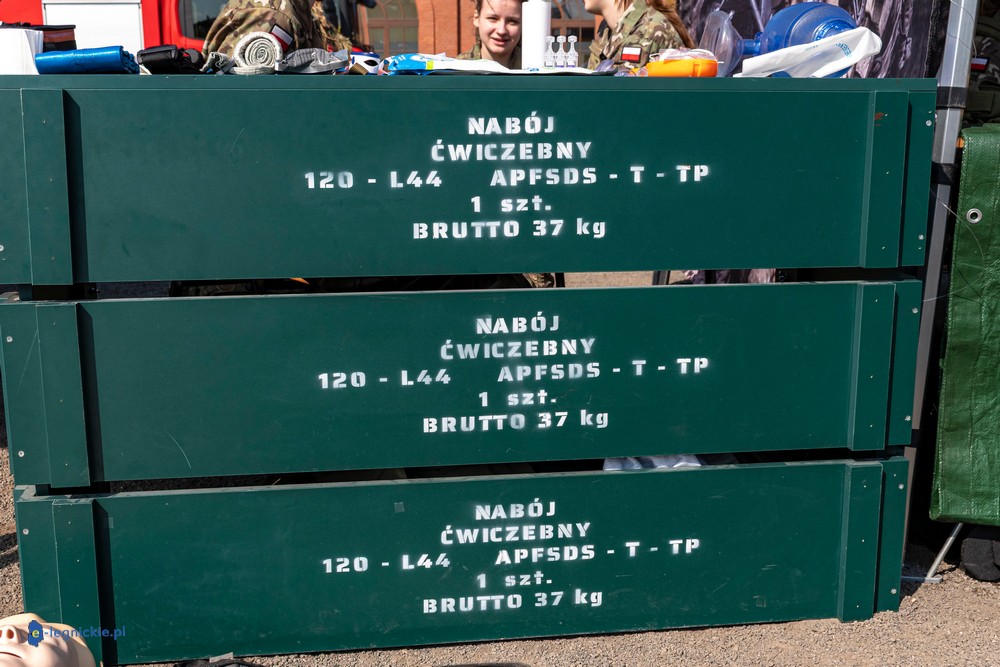 NABÓJ
ĆWICZEBNY
120 - L44 APFSDS - T - TP
1 szt.
BRUTTO 37 kg
NABÓJ
ĆWICZEBNY
120 - L44 APFSDS - T - TP
1 szt.
BRUTTO 37 kg
NABÓJ
ĆWICZEBNY
120 - L44 APFSDS - T - TP
1 szt.
BRUTTO 37 kg
e-legnickie.pl